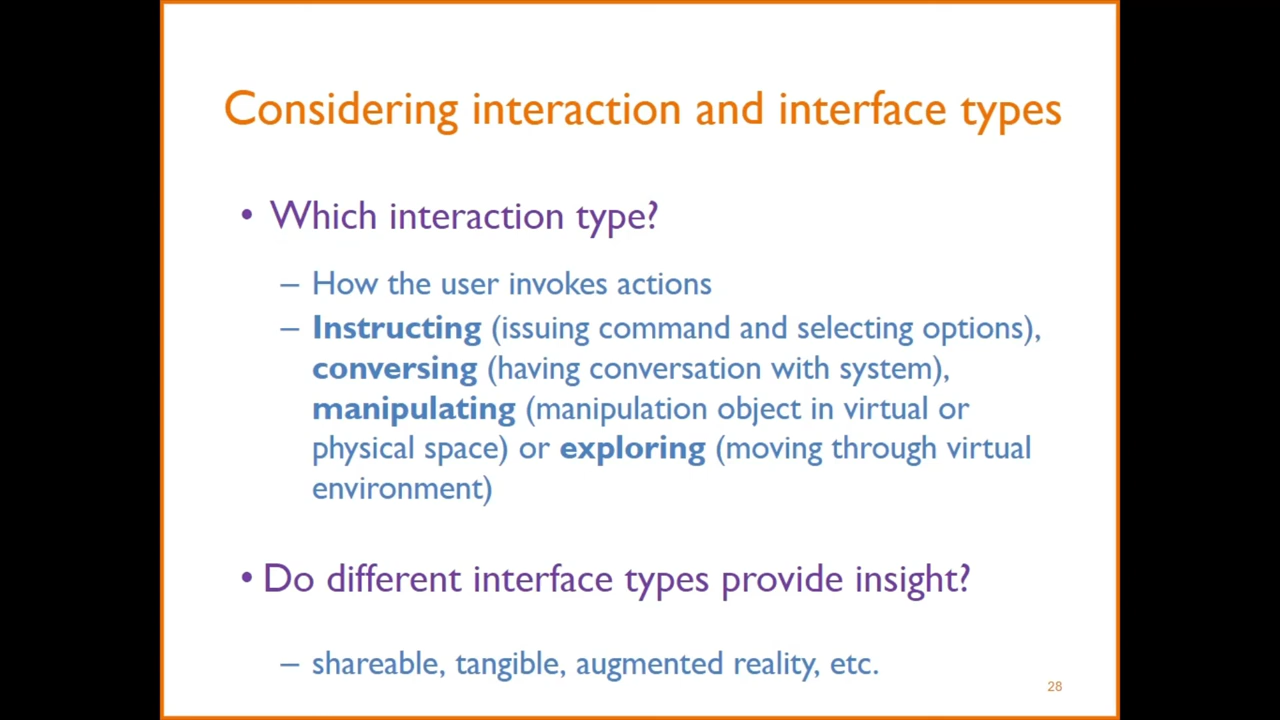 Considering interaction and interface types
• Which interaction type?
– How the user invokes actions
– Instructing (issuing command and selecting options),
conversing (having conversation with system),
manipulating (manipulation object in virtual or
physical space) or exploring (moving through virtual
environment)
• Do different interface types provide insight?
– shareable, tangible, augmented reality, etc.
28